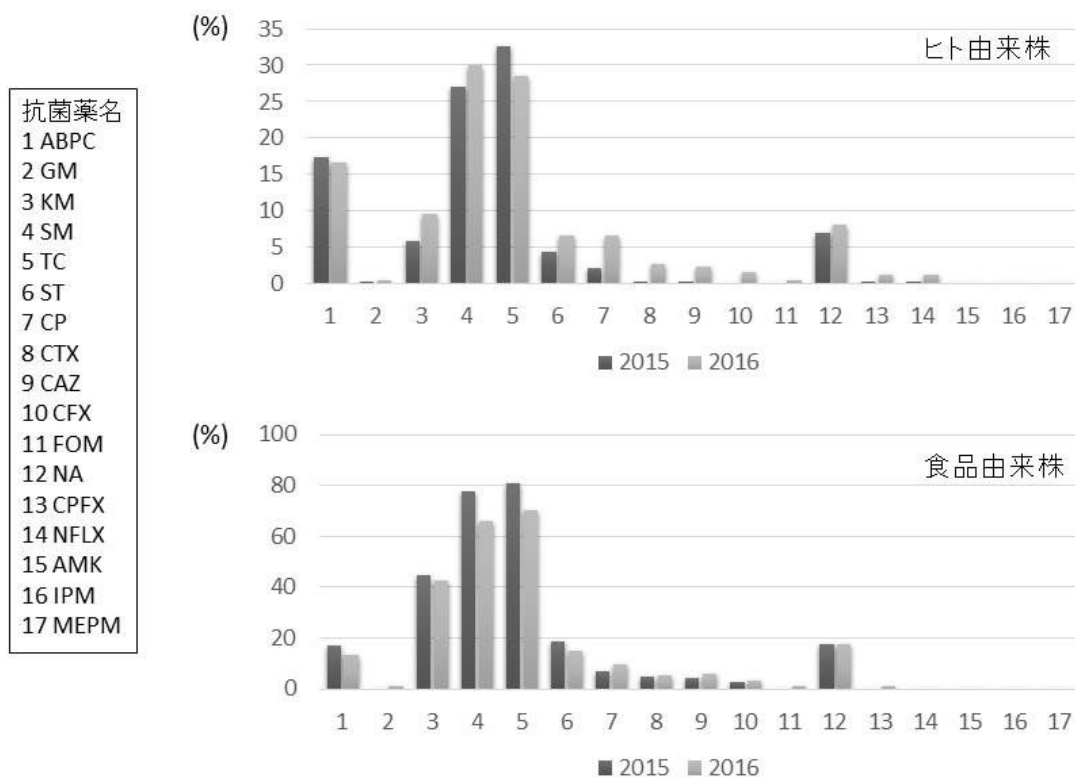 抗菌薬名
1 ABPC
2 GM
3 KM
4 SM
5 TC
6 ST
7 CP
8 CTX
9 CAZ
10 CFX
11 FOM
12 NA
13 CPFX
14 NFLX
15 AMK
16 IPM
17 MEPM
(%)
ヒト由来株
35
30
25
20
15
10
5
0
1 2 3 4 5 6 7 8 9 10 11 12 13 14 15 16 17
2015 2016
(%)
食品由来株
100
80
60
40
20
0
1 2 3 4 5 6 7 8 9 10 11 12 13 14 15 16 17
2015 2016